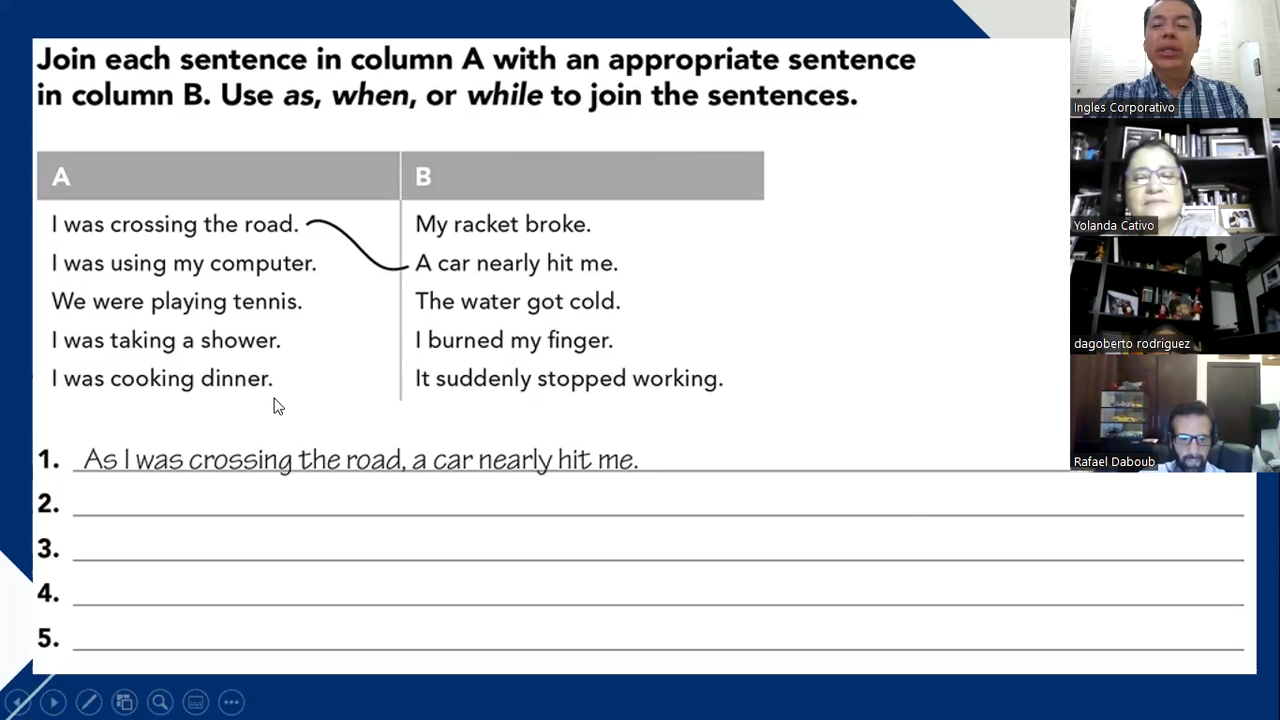 Join each sentence in column A with an appropriate sentence
in column B. Use as, when, or while to join the sentences.
A B
I was crossing the road. My racket broke.
I was using my computer. A car nearly hit me.
We were playing tennis. The water got cold.
I was taking a shower. I burned my finger.
I was cooking dinner. It suddenly stopped working.
1. As I was crossing the road, a car nearly hit me.
2.
3.
4.
5.
Ingles Corporativo
Yolanda Cativo
dagoberto rodriguez
Rafael Daboub